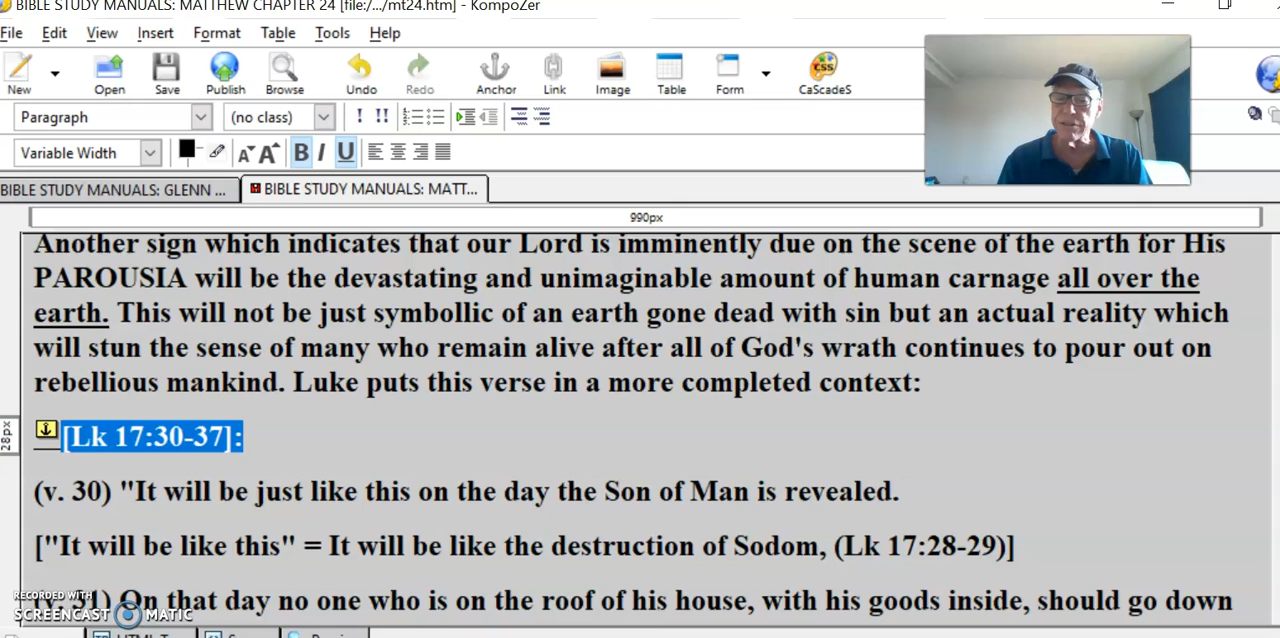 BIBLE STUDY MANUALS: MATTHEW CHAPTER 24 [file:/.../mt24.htm] - KompoZer
File Edit View Insert Format Table Tools Help
New Open Save Publish Browse Undo Redo Anchor Link Image Table Form CaScadeS
Paragraph (no class) ! !!
Variable Width A A B I U
BIBLE STUDY MANUALS: GLENN ... BIBLE STUDY MANUALS: MATT...
990px
Another sign which indicates that our Lord is imminently due on the scene of the earth for His
PAROUSIA will be the devastating and unimaginable amount of human carnage all over the
earth. This will not be just symbollic of an earth gone dead with sin but an actual reality which
will stun the sense of many who remain alive after all of God's wrath continues to pour out on
rebellious mankind. Luke puts this verse in a more completed context:
28px
[Lk 17:30-37]:
(v. 30) "It will be just like this on the day the Son of Man is revealed.
["It will be like this" = It will be like the destruction of Sodom, (Lk 17:28-29)]
(v. 31) On that day no one who is on the roof of his house, with his goods inside, should go down
RECORDED WITH
SCREENCAST MATIC